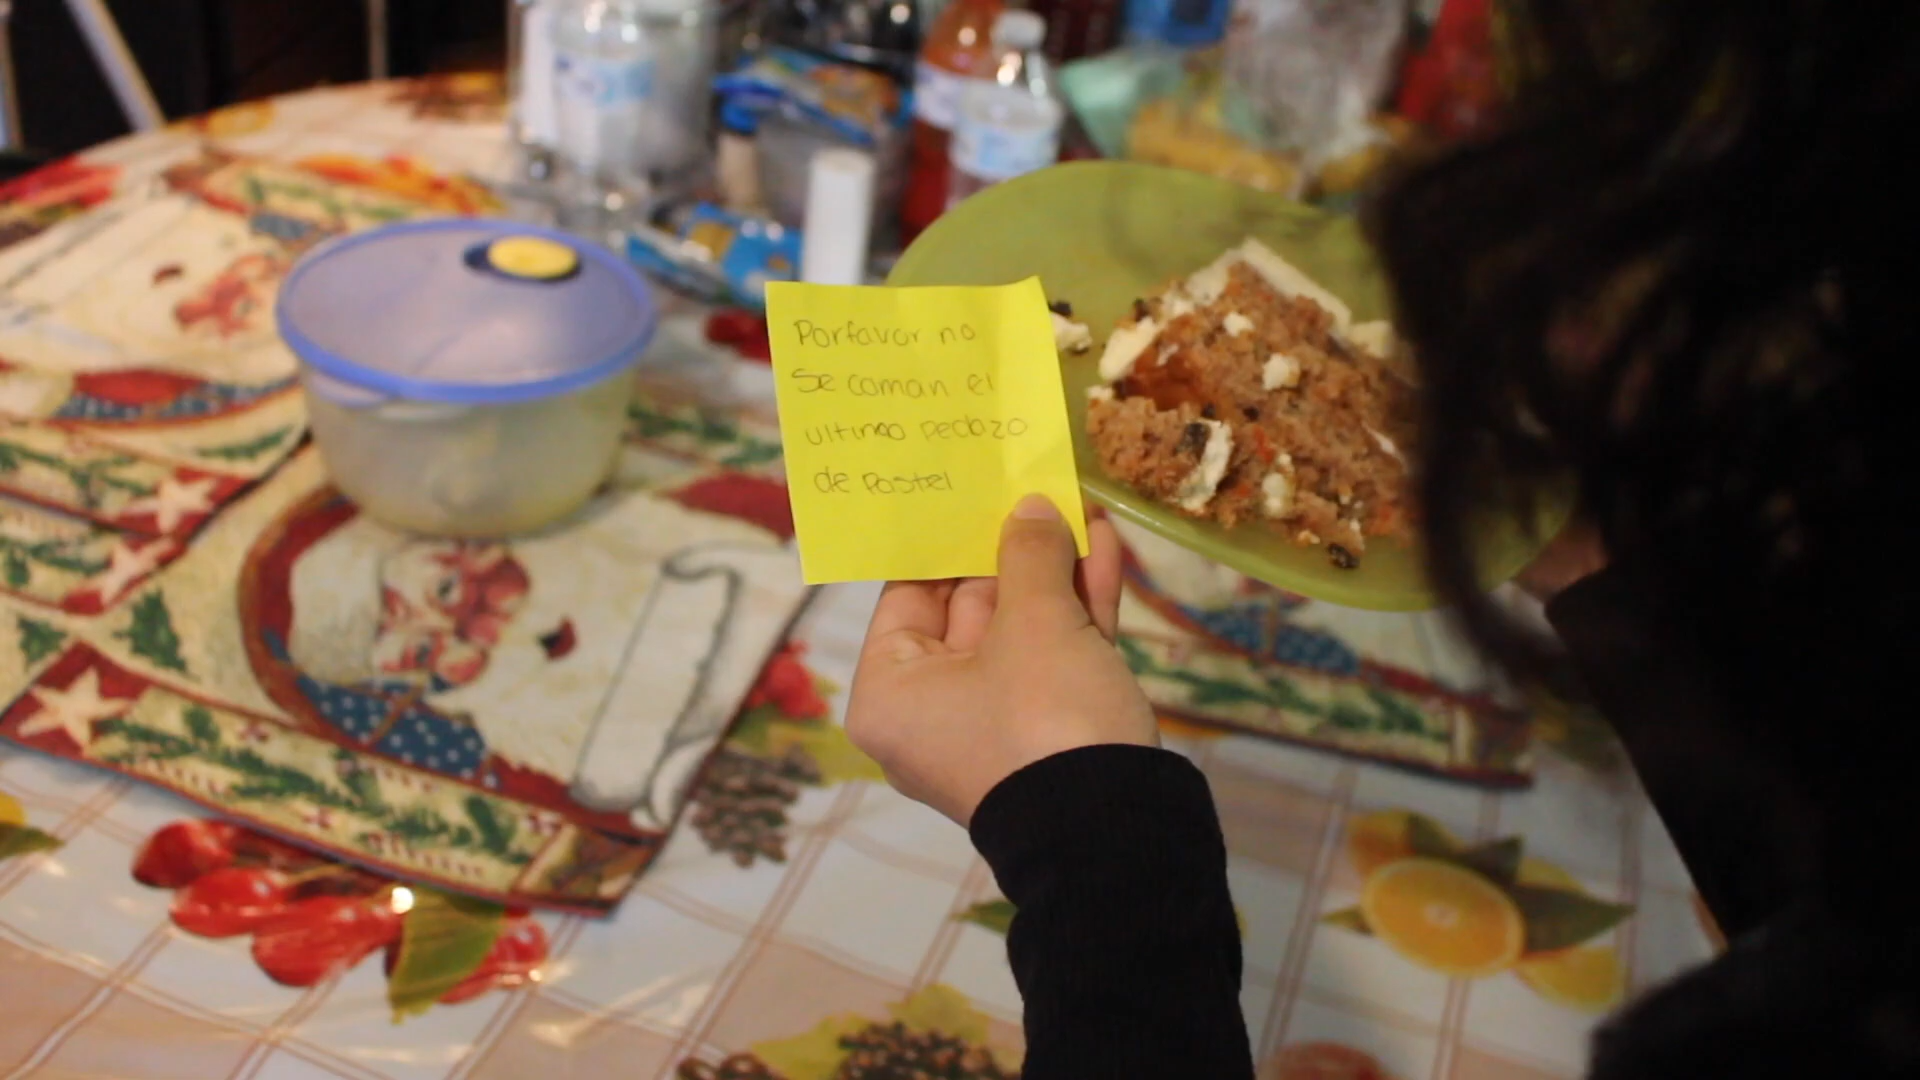 Porfavor no
Se coman el
ultimo pedazo
de pastel